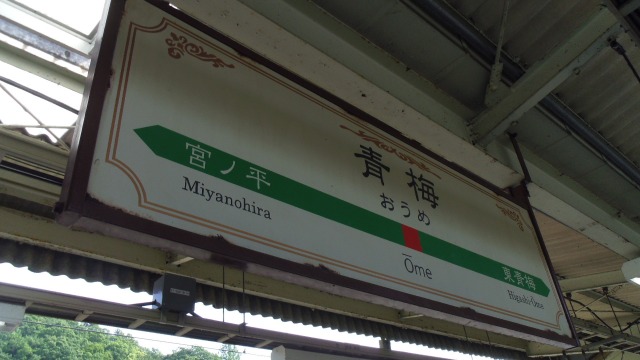 青梅
おうめ
宮ノ平
東青梅
Miyanohira
Ōme
Higashi-Ōme